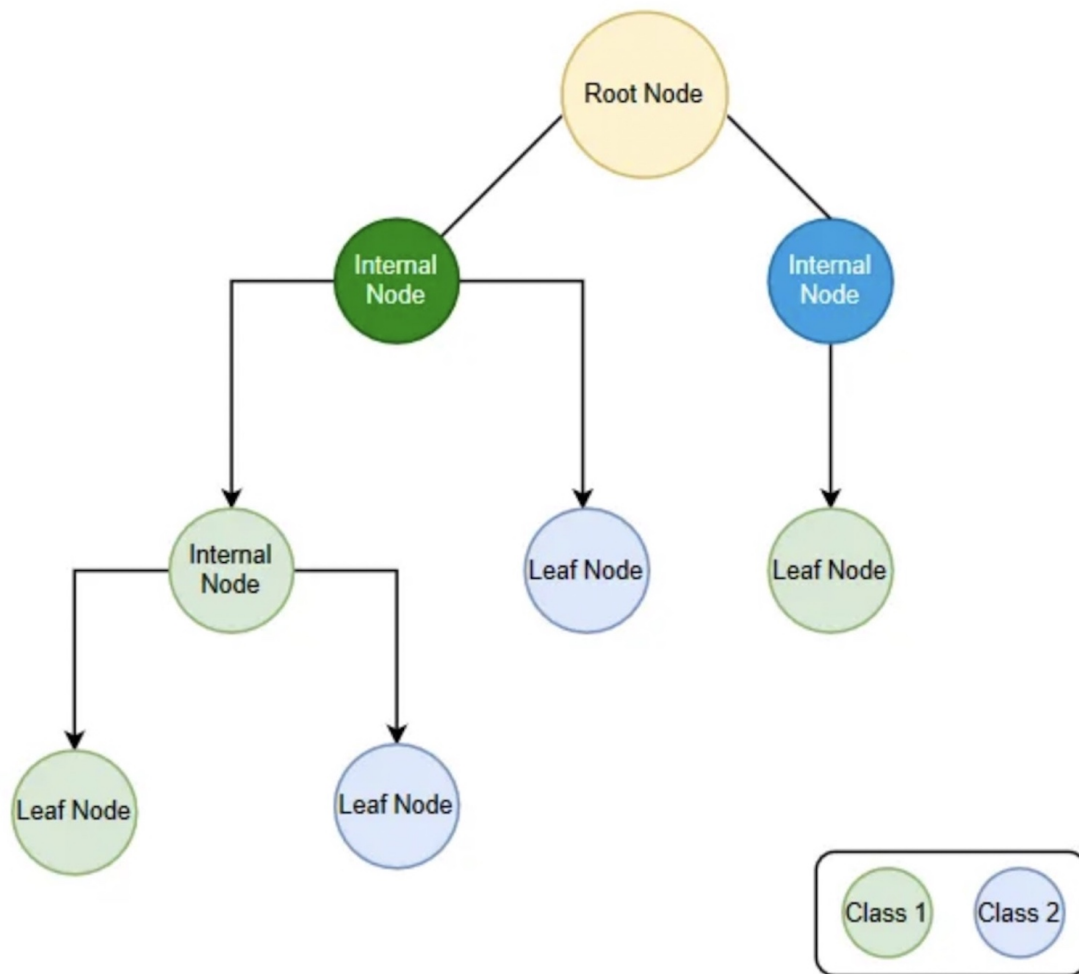 Root Node
Internal
Node
Internal
Node
Internal
Node
Leaf Node
Leaf Node
Leaf Node
Leaf Node
Class 1
Class 2